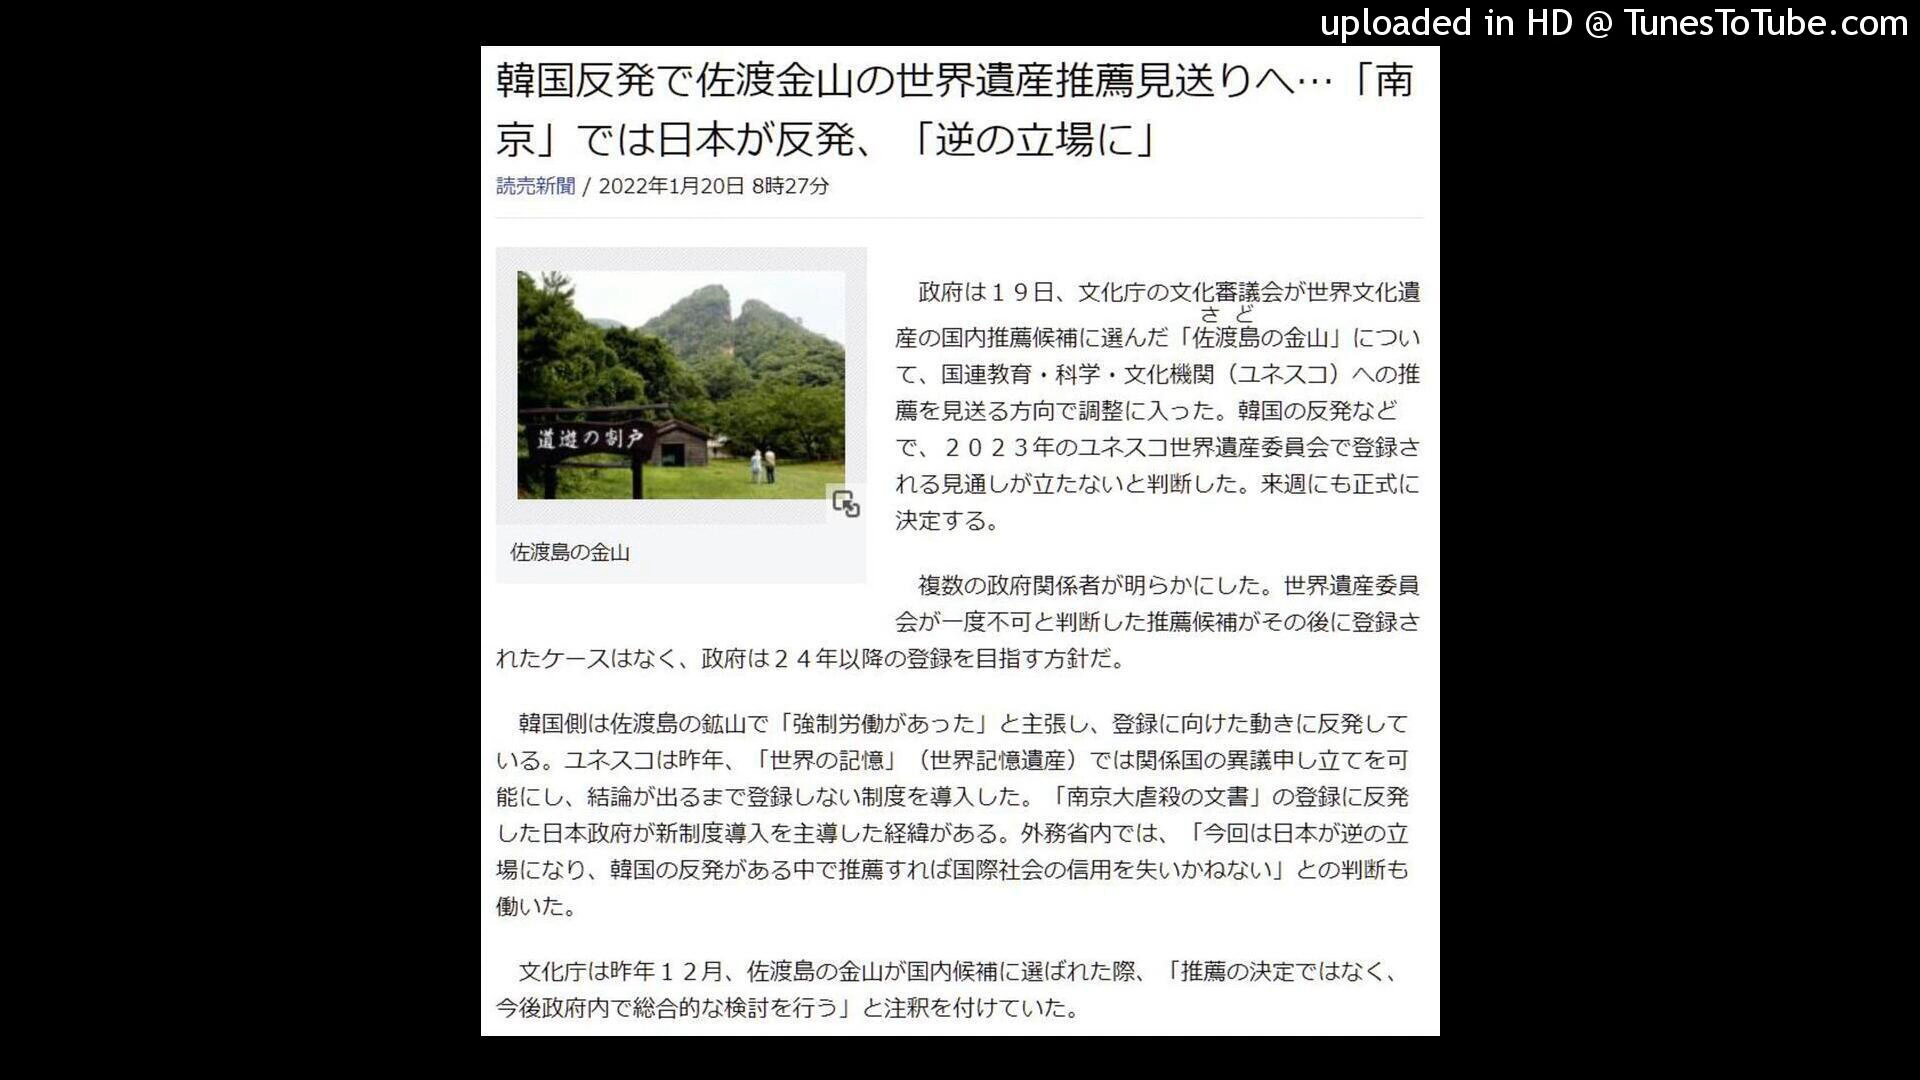 uploaded in HD @ TunesToTube.com
韓国反発で佐渡金山の世界遺産推薦見送りへ…「南
京」では日本が反発、「逆の立場に」
読売新聞 / 2022年1月20日 8時27分
道遊の割戸
佐渡島の金山
政府は１９日、文化庁の文化審議会が世界文化遺
さど
産の国内推薦候補に選んだ「佐渡島の金山」につい
て、国連教育・科学・文化機関（ユネスコ）への推
薦を見送る方向で調整に入った。韓国の反発など
で、２０２３年のユネスコ世界遺産委員会で登録さ
れる見通しが立たないと判断した。来週にも正式に
決定する。
複数の政府関係者が明らかにした。世界遺産委員
会が一度不可と判断した推薦候補がその後に登録さ
れたケースはなく、政府は２４年以降の登録を目指す方針だ。
韓国側は佐渡島の鉱山で「強制労働があった」と主張し、登録に向けた動きに反発して
いる。ユネスコは昨年、「世界の記憶」（世界記憶遺産）では関係国の異議申し立てを可
能にし、結論が出るまで登録しない制度を導入した。「南京大虐殺の文書」の登録に反発
した日本政府が新制度導入を主導した経緯がある。外務省内では、「今回は日本が逆の立
場になり、韓国の反発がある中で推薦すれば国際社会の信用を失いかねない」との判断も
働いた。
文化庁は昨年１２月、佐渡島の金山が国内候補に選ばれた際、「推薦の決定ではなく、
今後政府内で総合的な検討を行う」と注釈を付けていた。